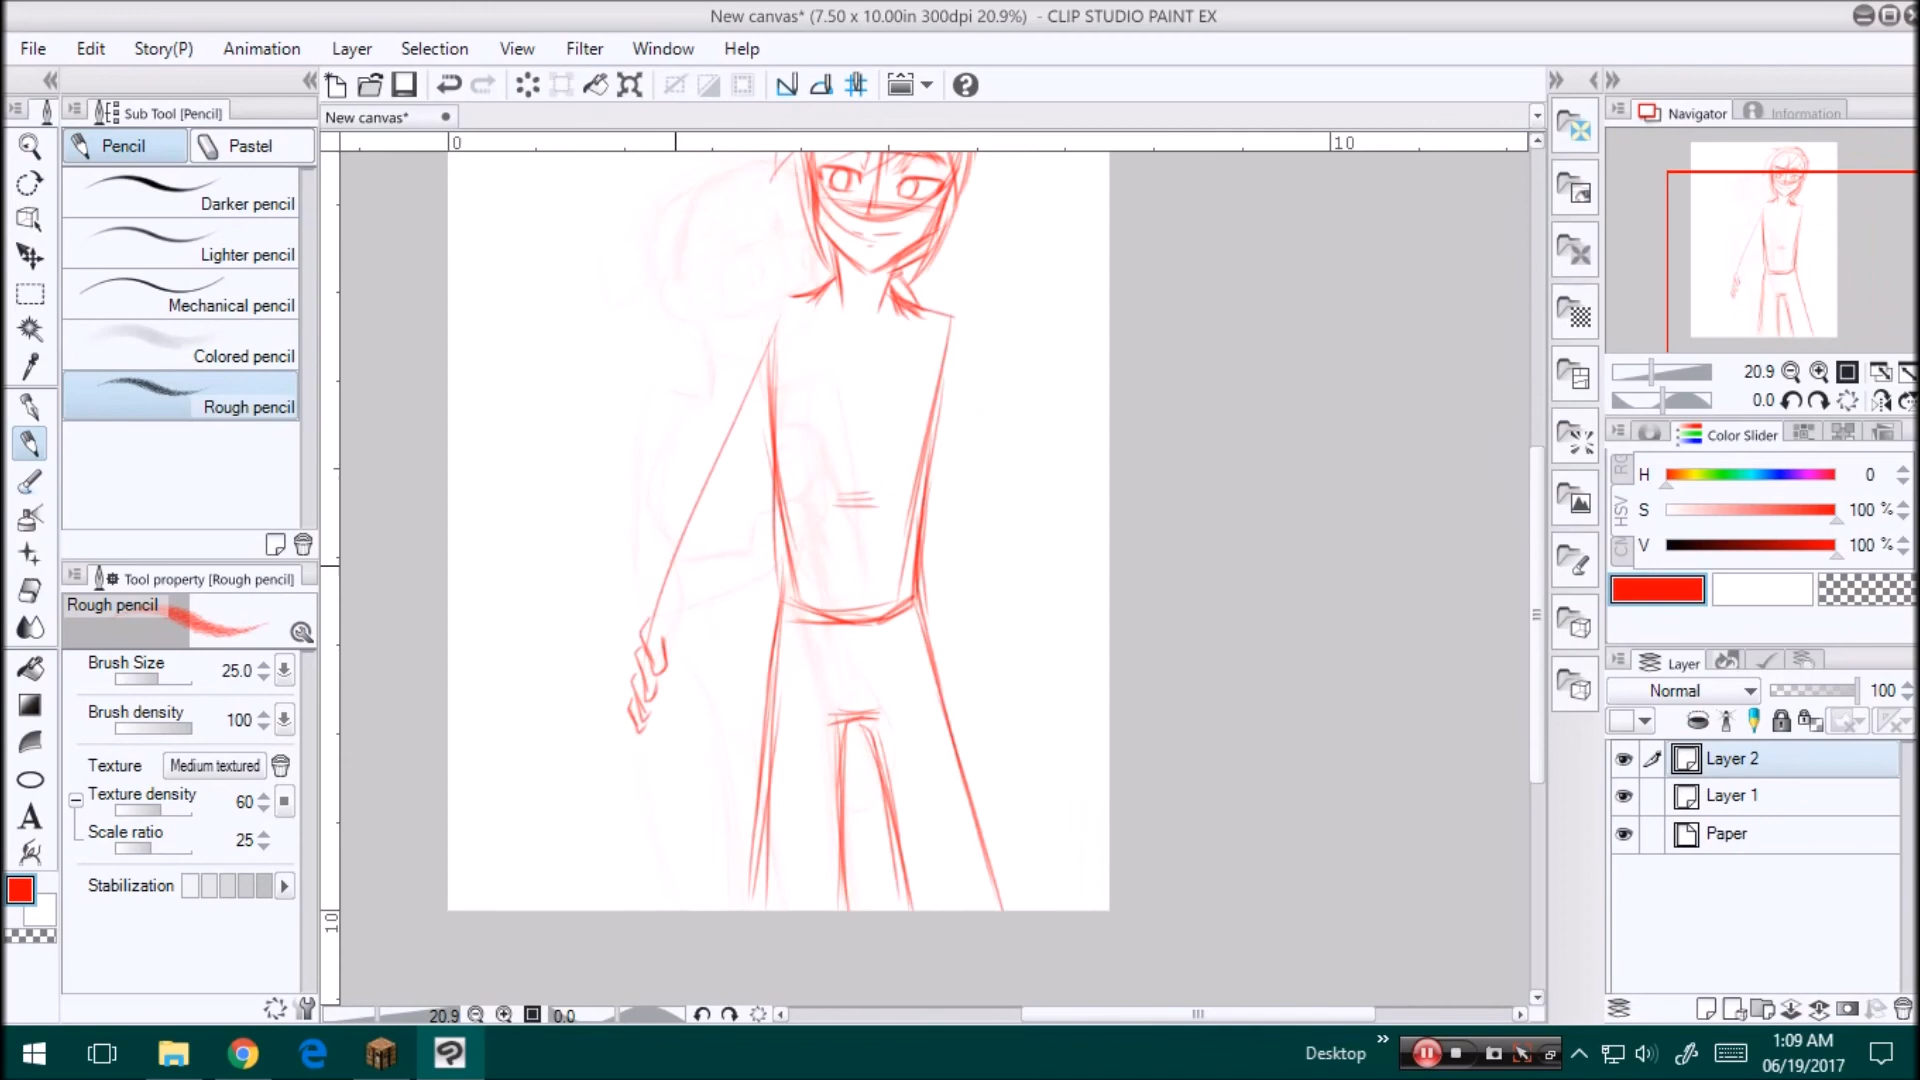 New canvas* (7.50 x 10.00in 300dpi 20.9%) - CLIP STUDIO PAINT EX
File Edit Story(P) Animation Layer Selection View Filter Window Help
Sub Tool [Pencil]
Pencil Pastel
Darker pencil
Lighter pencil
Mechanical pencil
Colored pencil
Rough pencil
Tool property [Rough pencil]
Rough pencil
Brush Size 25.0
Brush density 100
Texture Medium textured
Texture density 60
Scale ratio 25
Stabilization
New canvas*
0 10
10
20.9 0.0
Navigator Information
20.9
0.0
Color Slider
HSV
H 0
S 100 %
V 100 %
Layer
Normal 100
Layer 2
Layer 1
Paper
Desktop
1:09 AM
06/19/2017